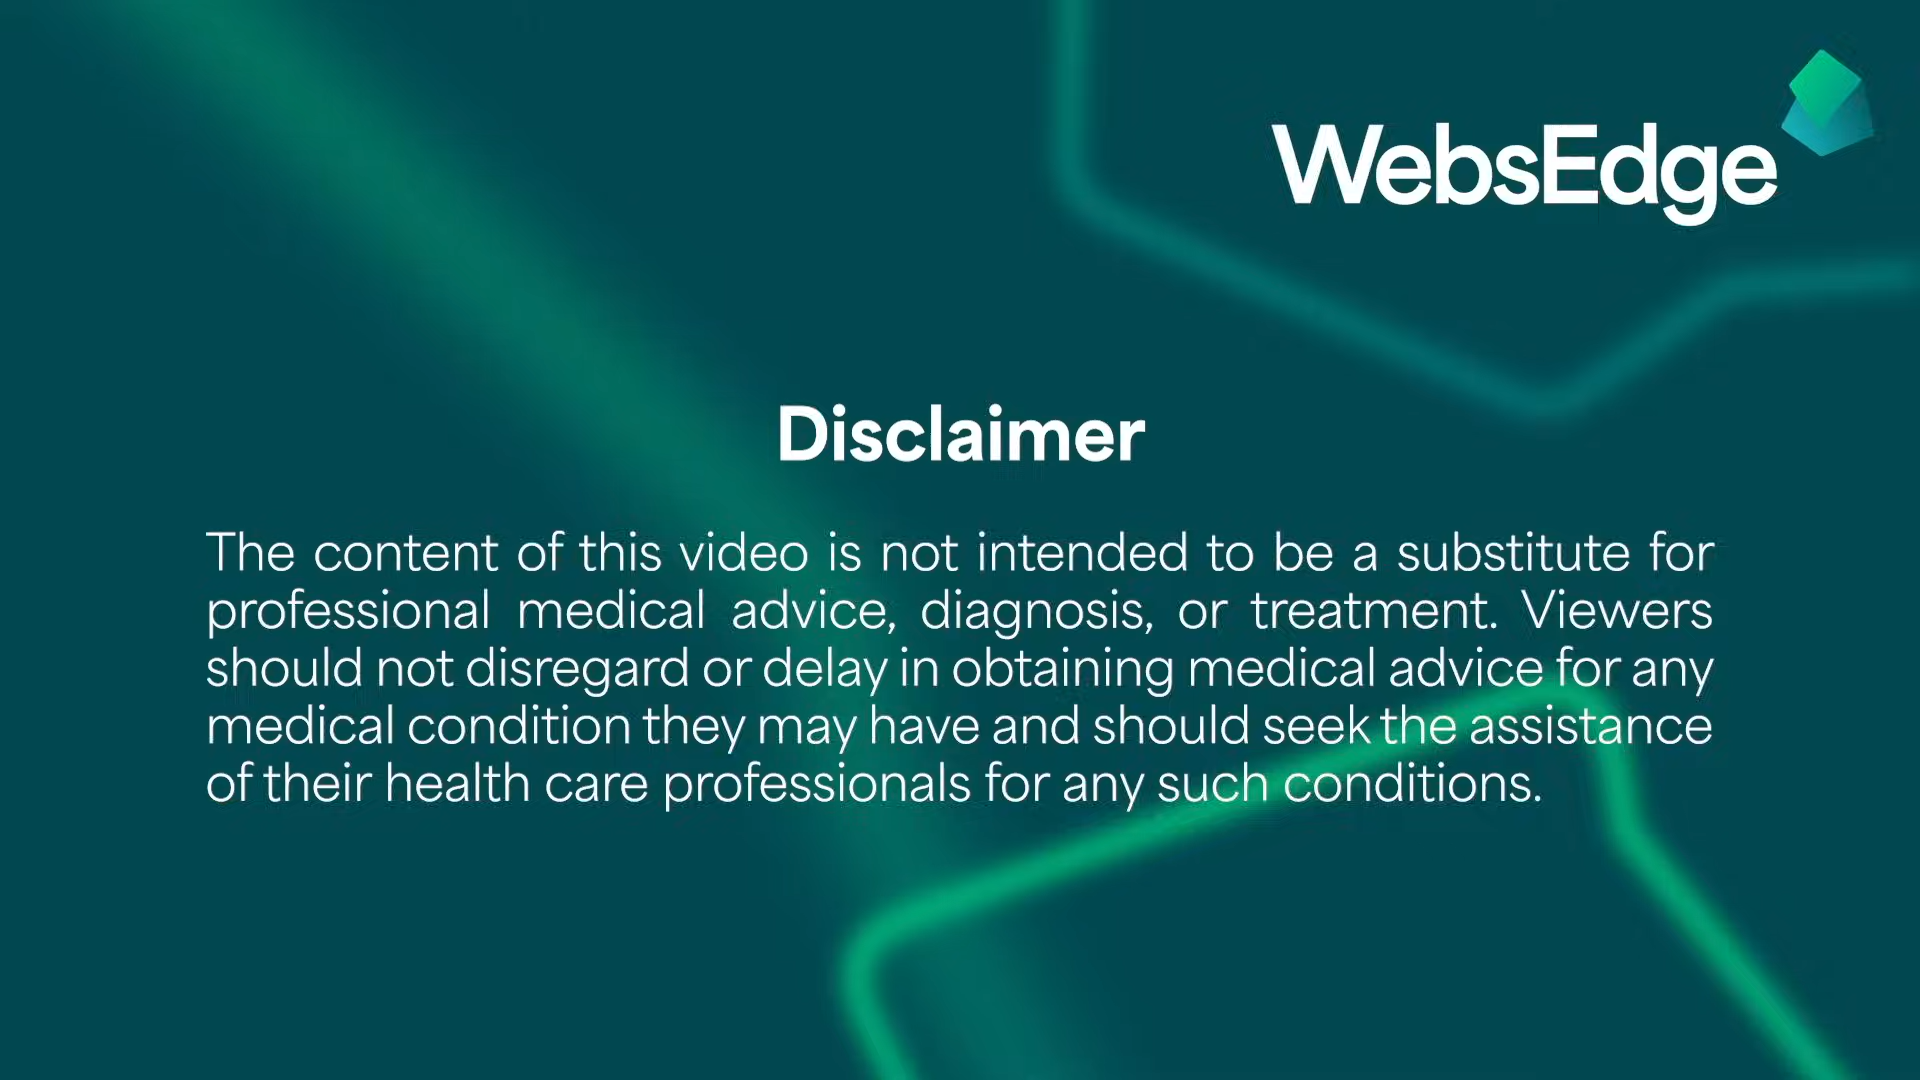 WebsEdge
Disclaimer
The content of this video is not intended to be a substitute for
professional medical advice, diagnosis, or treatment. Viewers
should not disregard or delay in obtaining medical advice for any
medical condition they may have and should seek the assistance
of their health care professionals for any such conditions.